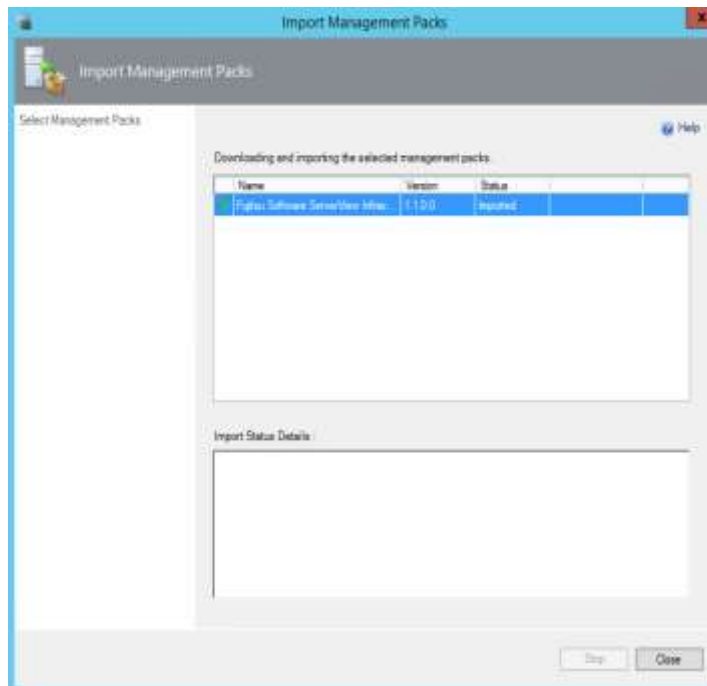 Import Management Packs
Import Management Packs
Select Management Packs
Help
Downloading and importing the selected management packs.
Name Version Status
Fujitsu Software ServerView Infras... 1.1.0.0 Imported
Import Status Details :
Stop Close